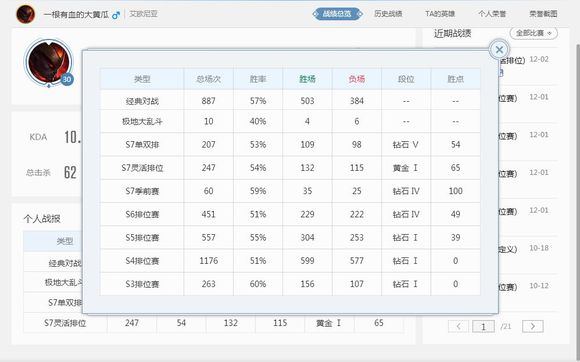 一根有血的大黄瓜 艾欧尼亚 战绩总览 历史战绩 TA的英雄 个人荣誉 荣誉截图
近期战绩 全部比赛
30
类型 总场次 胜率 胜场 负场 段位 胜点
经典对战 887 57% 503 384 -- --
极地大乱斗 10 40% 4 6 -- --
S7单双排 207 53% 109 98 钻石 Ⅴ 54
S7灵活排位 247 54% 132 115 黄金 Ⅰ 65
S7季前赛 60 59% 35 25 钻石 Ⅳ 100
S6排位赛 451 51% 229 222 钻石 Ⅳ 49
S5排位赛 557 55% 304 253 钻石 Ⅰ 39
S4排位赛 1176 51% 599 577 钻石 Ⅰ 0
S3排位赛 263 60% 156 107 钻石 Ⅰ 0
KDA 10.
总击杀 62
个人战报
类型
经典对战
极地大乱斗
S7单双排
S7灵活排位 247 54 132 115 黄金 Ⅰ 65
排位) 12-02
位赛) 12-01
位赛) 12-01
位赛) 12-01
位赛) 12-01
定义) 10-18
位赛) 10-12
1 /21